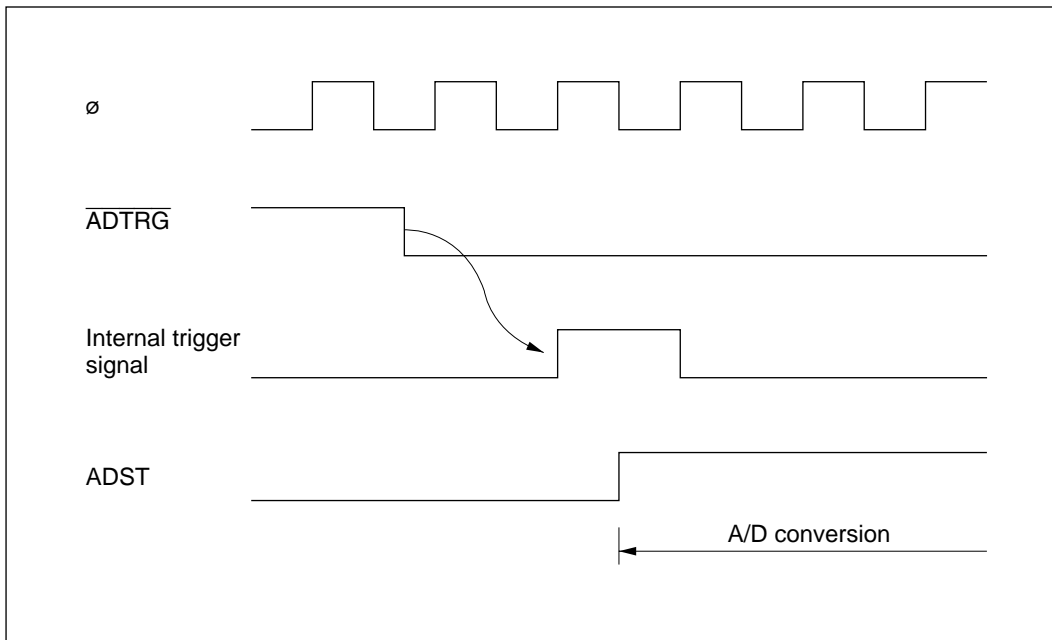 ø
ADTRG
Internal trigger
signal
ADST
A/D conversion